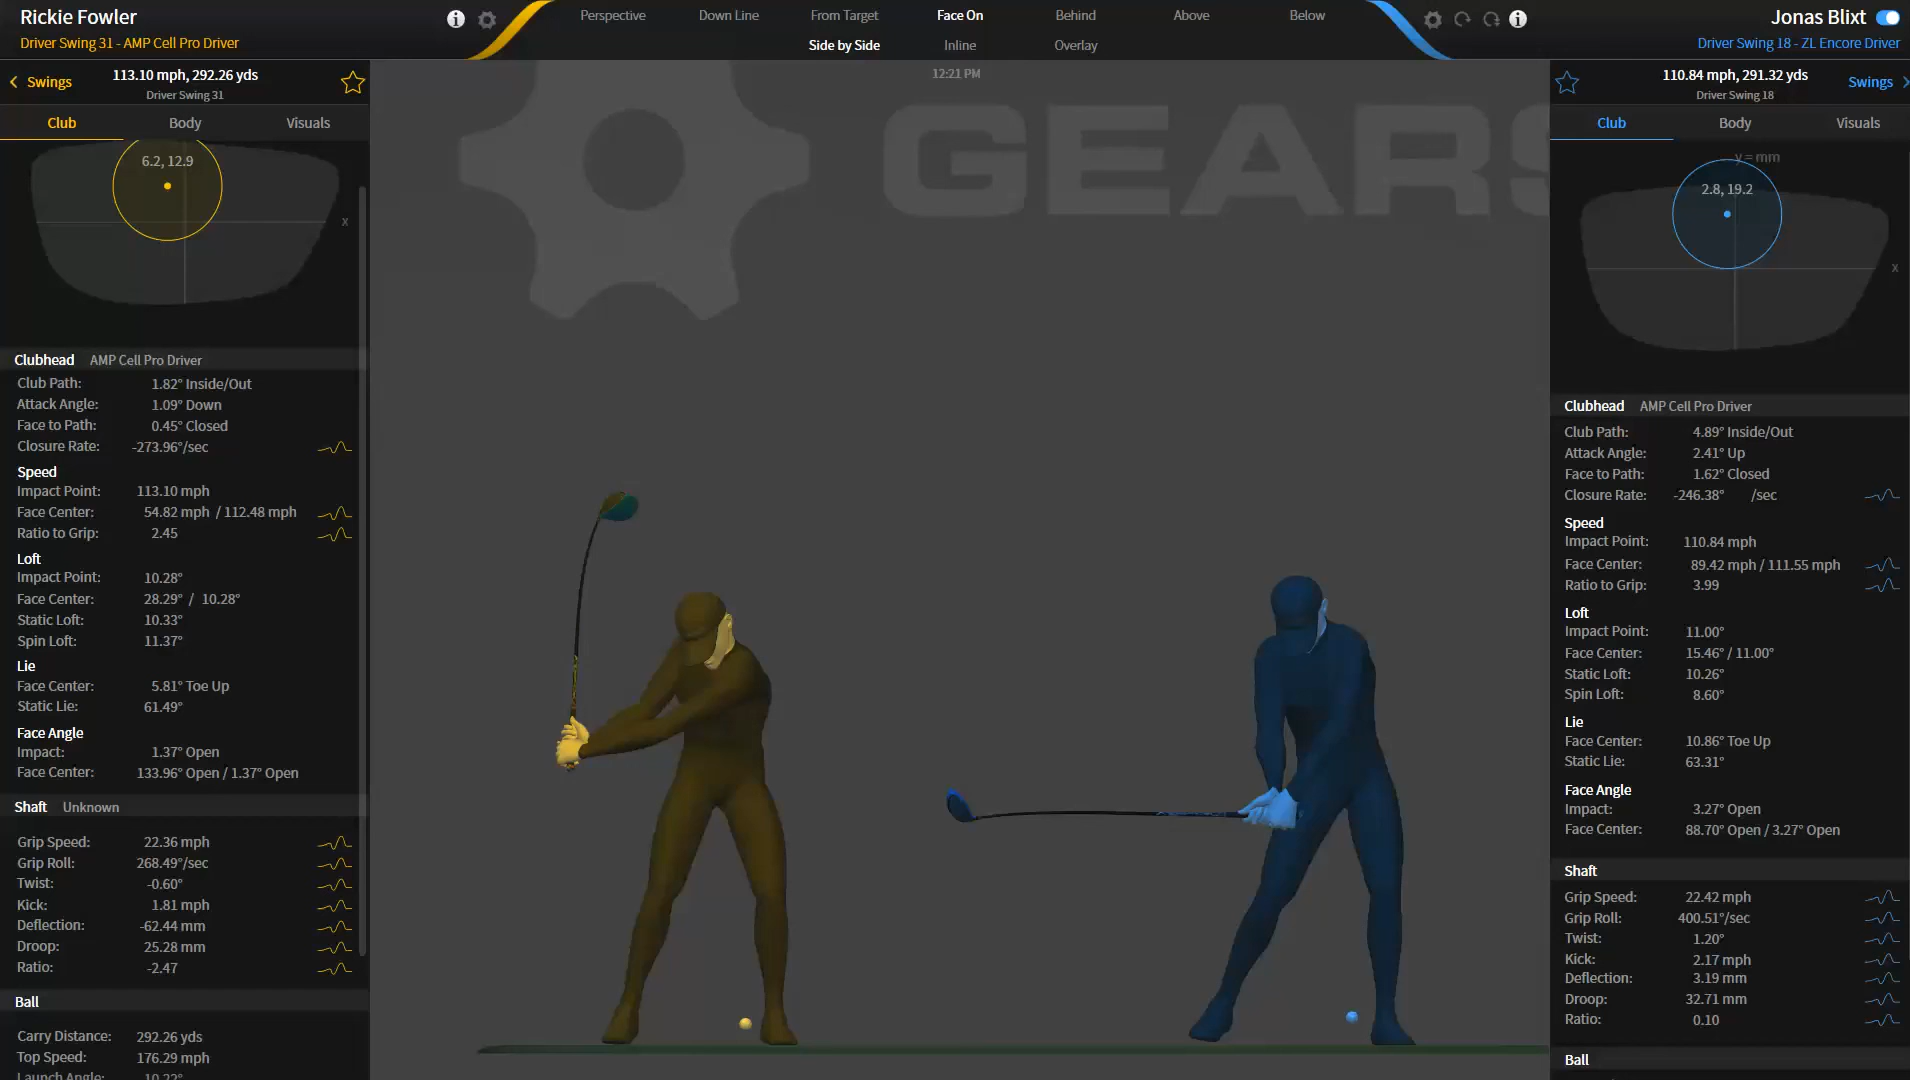 Rickie Fowler
Driver Swing 31 - AMP Cell Pro Driver
Perspective Down Line From Target Face On Behind Above Below
Side by Side Inline Overlay
Jonas Blixt
Driver Swing 18 - ZL Encore Driver
Swings
113.10 mph, 292.26 yds
Driver Swing 31
Club Body Visuals
6.2, 12.9
x
Clubhead AMP Cell Pro Driver
Club Path: 1.82° Inside/Out
Attack Angle: 1.09° Down
Face to Path: 0.45° Closed
Closure Rate: -273.96°/sec
Speed
Impact Point: 113.10 mph
Face Center: 54.82 mph / 112.48 mph
Ratio to Grip: 2.45
Loft
Impact Point: 10.28°
Face Center: 28.29° / 10.28°
Static Loft: 10.33°
Spin Loft: 11.37°
Lie
Face Center: 5.81° Toe Up
Static Lie: 61.49°
Face Angle
Impact: 1.37° Open
Face Center: 133.96° Open / 1.37° Open
Shaft Unknown
Grip Speed: 22.36 mph
Grip Roll: 268.49°/sec
Twist: -0.60°
Kick: 1.81 mph
Deflection: -62.44 mm
Droop: 25.28 mm
Ratio: -2.47
Ball
Carry Distance: 292.26 yds
Top Speed: 176.29 mph
Launch Angle: 10.22°
12:21 PM
GEARS
110.84 mph, 291.32 yds
Driver Swing 18
Swings
Club Body Visuals
y = mm
2.8, 19.2
x
Clubhead AMP Cell Pro Driver
Club Path: 4.89° Inside/Out
Attack Angle: 2.41° Up
Face to Path: 1.62° Closed
Closure Rate: -246.38° /sec
Speed
Impact Point: 110.84 mph
Face Center: 89.42 mph / 111.55 mph
Ratio to Grip: 3.99
Loft
Impact Point: 11.00°
Face Center: 15.46° / 11.00°
Static Loft: 10.26°
Spin Loft: 8.60°
Lie
Face Center: 10.86° Toe Up
Static Lie: 63.31°
Face Angle
Impact: 3.27° Open
Face Center: 88.70° Open / 3.27° Open
Shaft
Grip Speed: 22.42 mph
Grip Roll: 400.51°/sec
Twist: 1.20°
Kick: 2.17 mph
Deflection: 3.19 mm
Droop: 32.71 mm
Ratio: 0.10
Ball